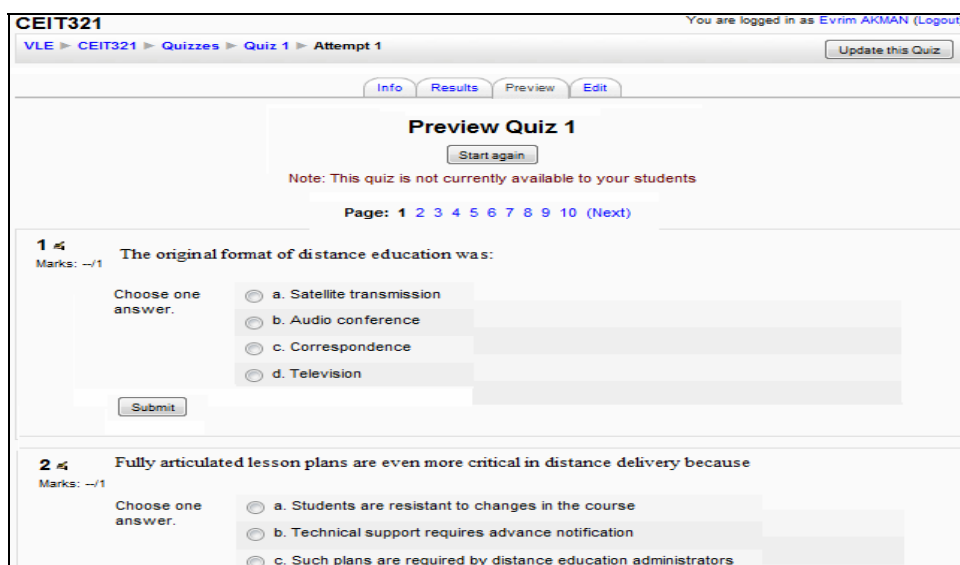 CEIT321
You are logged in as Evrim AKMAN (Logout
VLE ► CEIT321 ► Quizzes ► Quiz 1 ► Attempt 1
Update this Quiz
Info Results Preview Edit
Preview Quiz 1
Start again
Note: This quiz is not currently available to your students
Page: 1 2 3 4 5 6 7 8 9 10 (Next)
1
The original format of distance education was:
Marks: --/1
Choose one
answer.
a. Satellite transmission
b. Audio conference
c. Correspondence
d. Television
Submit
2
Fully articulated lesson plans are even more critical in distance delivery because
Marks: --/1
Choose one
answer.
a. Students are resistant to changes in the course
b. Technical support requires advance notification
c. Such plans are required by distance education administrators